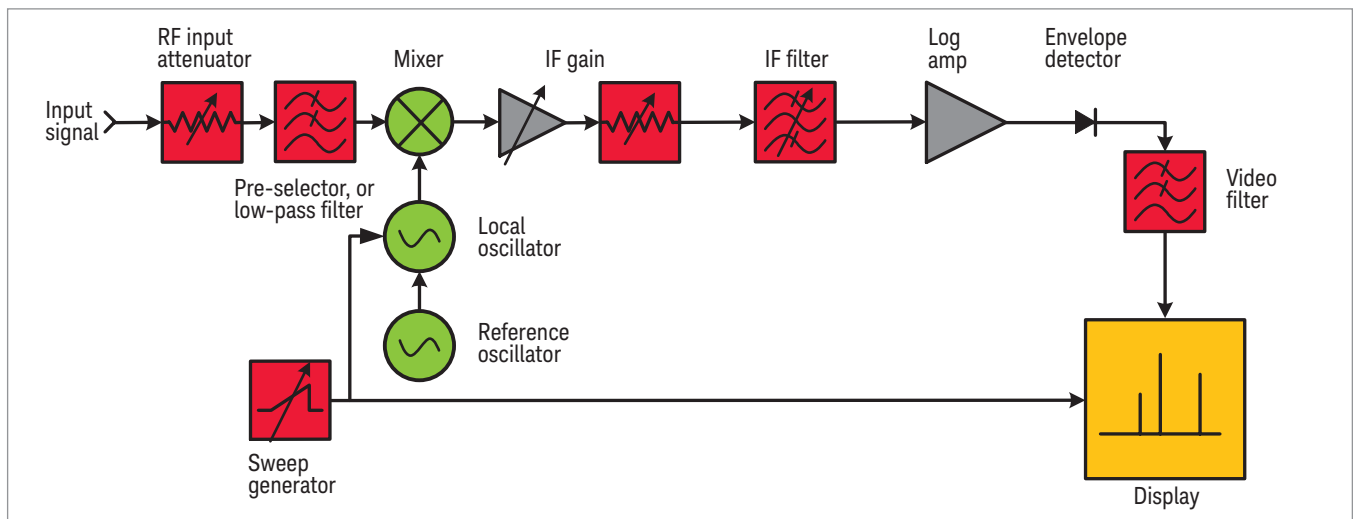 RF input
attenuator
Mixer
IF gain
IF filter
Log
amp
Envelope
detector
Input
signal
Pre-selector, or
low-pass filter
Video
filter
Local
oscillator
Reference
oscillator
Sweep
generator
Display